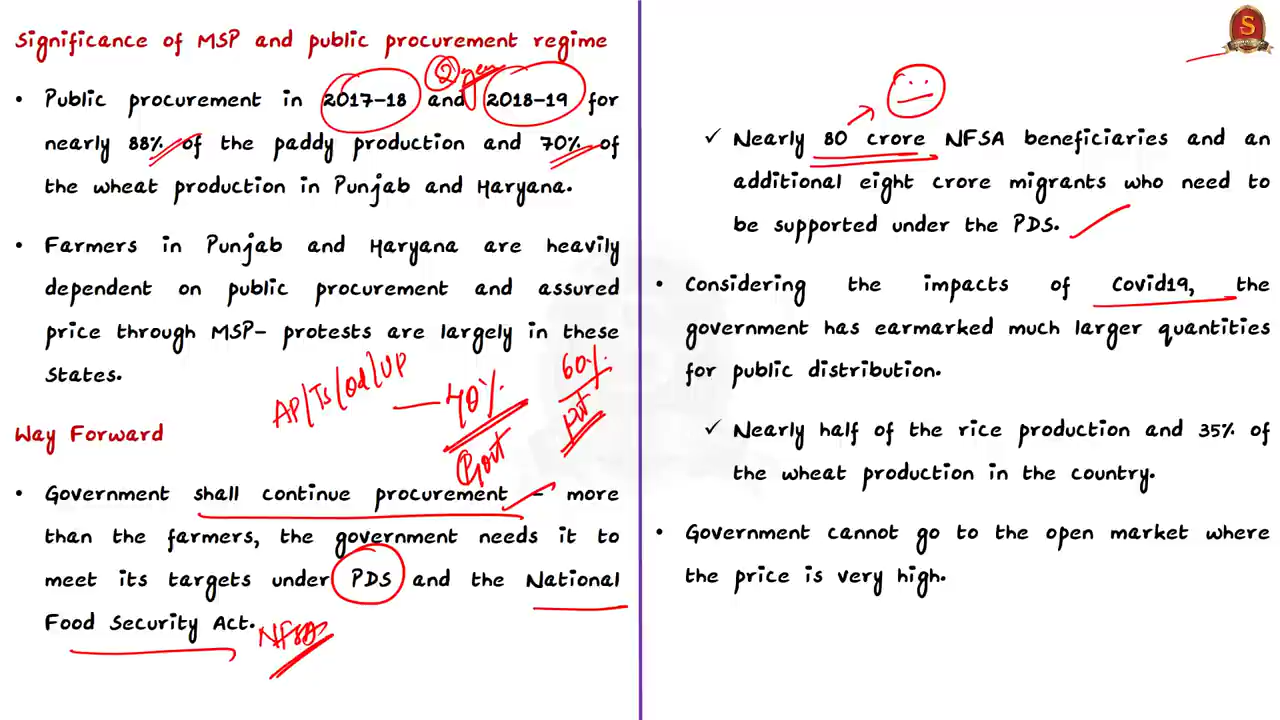 Significance of MSP and public procurement regime
2 year
• Public procurement in 2017-18 and 2018-19 for
nearly 88% of the paddy production and 70% of
the wheat production in Punjab and Haryana.
• Farmers in Punjab and Haryana are heavily
dependent on public procurement and assured
price through MSP- protests are largely in these
states.
AP/TS/Od/UP — 40% Govt
60% Pvt
Way Forward
• Government shall continue procurement - more
than the farmers, the government needs it to
meet its targets under PDS and the National
Food Security Act. NFSA
S
✓ Nearly 80 crore NFSA beneficiaries and an
additional eight crore migrants who need to
be supported under the PDS.
• Considering the impacts of Covid19, the
government has earmarked much larger quantities
for public distribution.
✓ Nearly half of the rice production and 35% of
the wheat production in the country.
• Government cannot go to the open market where
the price is very high.